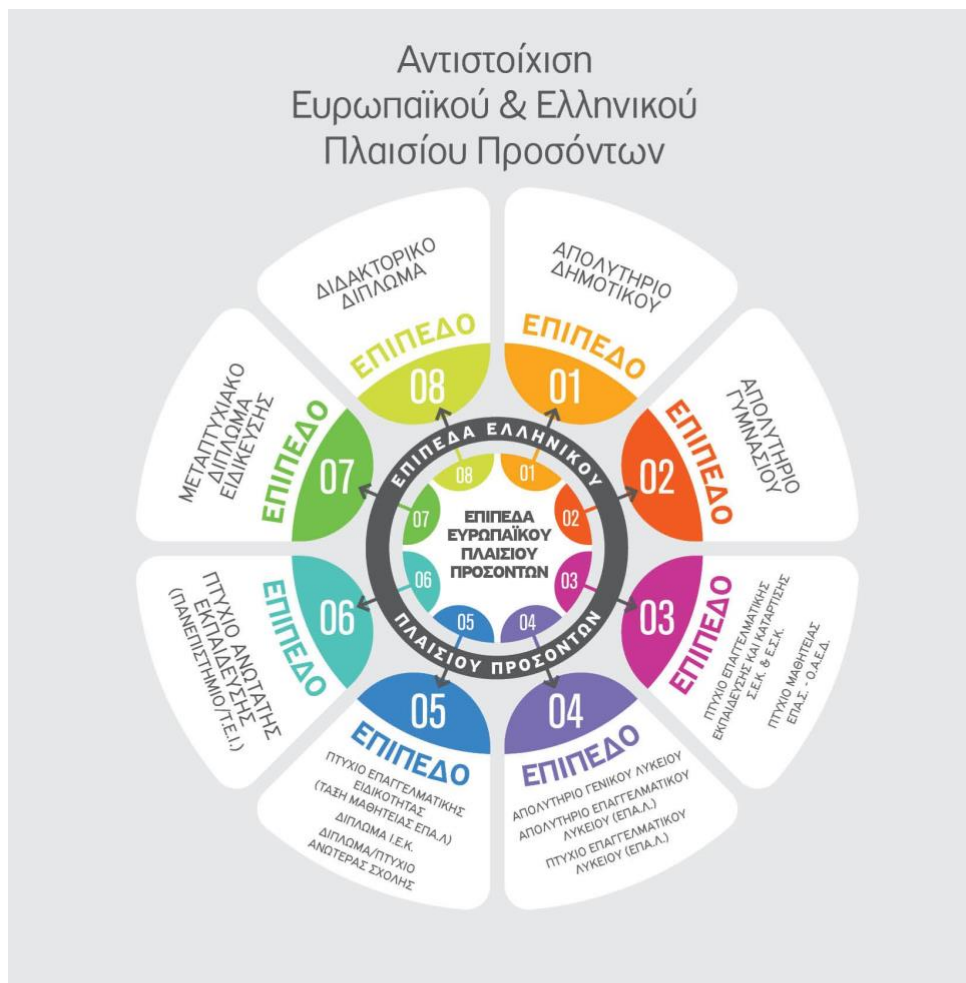 Αντιστοίχιση
Ευρωπαϊκού & Ελληνικού
Πλαισίου Προσόντων
ΑΠΟΛΥΤΗΡΙΟ
ΔΗΜΟΤΙΚΟΥ
ΕΠΙΠΕΔΟ
01
ΑΠΟΛΥΤΗΡΙΟ
ΓΥΜΝΑΣΙΟΥ
ΕΠΙΠΕΔΟ
02
ΕΠΙΠΕΔΟ
03
ΠΤΥΧΙΟ ΕΠΑΓΓΕΛΜΑΤΙΚΗΣ
ΕΚΠΑΙΔΕΥΣΗΣ ΚΑΙ ΚΑΤΑΡΤΙΣΗΣ
Σ.Ε.Κ. & Ε.Σ.Κ.
ΠΤΥΧΙΟ ΜΑΘΗΤΕΙΑΣ
ΕΠΑ.Σ. - Ο.Α.Ε.Δ.
04
ΕΠΙΠΕΔΟ
ΑΠΟΛΥΤΗΡΙΟ ΓΕΝΙΚΟΥ ΛΥΚΕΙΟΥ
ΑΠΟΛΥΤΗΡΙΟ ΕΠΑΓΓΕΛΜΑΤΙΚΟΥ
ΛΥΚΕΙΟΥ (ΕΠΑ.Λ.)
ΠΤΥΧΙΟ ΕΠΑΓΓΕΛΜΑΤΙΚΟΥ
ΛΥΚΕΙΟΥ (ΕΠΑ.Λ.)
05
ΕΠΙΠΕΔΟ
ΠΤΥΧΙΟ ΕΠΑΓΓΕΛΜΑΤΙΚΗΣ
ΕΙΔΙΚΟΤΗΤΑΣ
(ΤΑΞΗ ΜΑΘΗΤΕΙΑΣ ΕΠΑ.Λ)
ΔΙΠΛΩΜΑ Ι.Ε.Κ.
ΔΙΠΛΩΜΑ/ΠΤΥΧΙΟ
ΑΝΩΤΕΡΑΣ ΣΧΟΛΗΣ
06
ΕΠΙΠΕΔΟ
ΠΤΥΧΙΟ ΑΝΩΤΑΤΗΣ
ΕΚΠΑΙΔΕΥΣΗΣ
(ΠΑΝΕΠΙΣΤΗΜΙΟ/Τ.Ε.Ι.)
ΜΕΤΑΠΤΥΧΙΑΚΟ
ΔΙΠΛΩΜΑ
ΕΙΔΙΚΕΥΣΗΣ
ΕΠΙΠΕΔΟ
07
ΔΙΔΑΚΤΟΡΙΚΟ
ΔΙΠΛΩΜΑ
ΕΠΙΠΕΔΟ
08
ΕΠΙΠΕΔΑ ΕΛΛΗΝΙΚΟΥ
ΠΛΑΙΣΙΟΥ ΠΡΟΣΟΝΤΩΝ
01
02
03
04
05
06
07
08
ΕΠΙΠΕΔΑ
ΕΥΡΩΠΑΪΚΟΥ
ΠΛΑΙΣΙΟΥ
ΠΡΟΣΟΝΤΩΝ